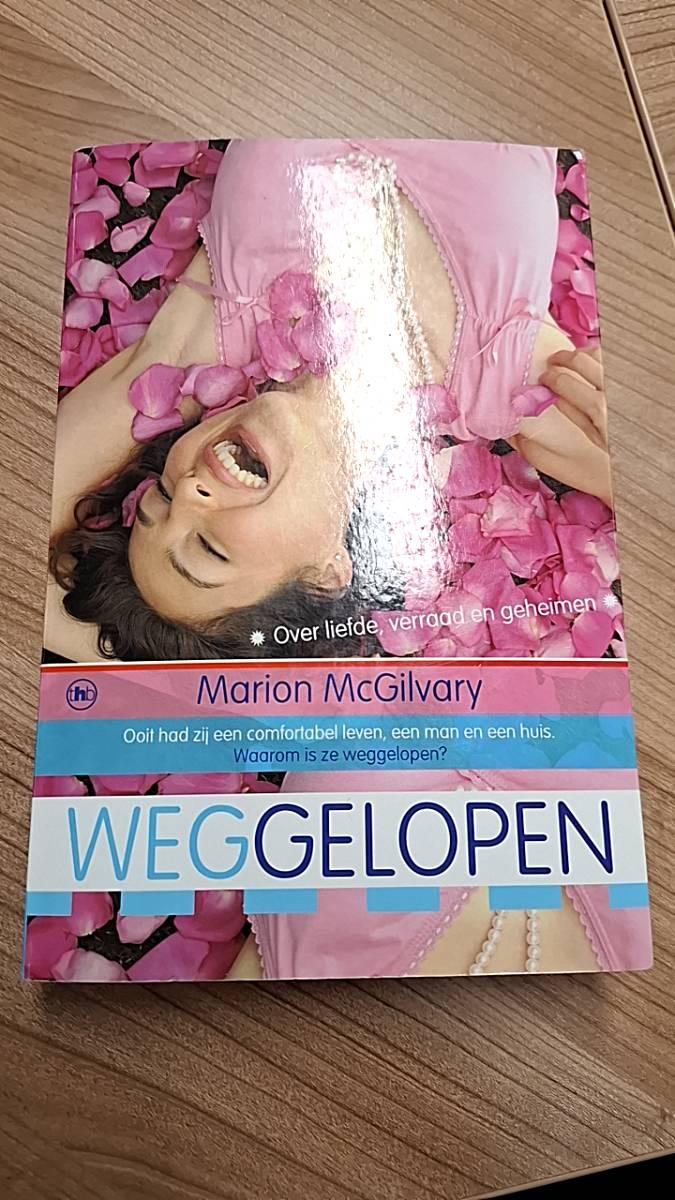 Over liefde, verraad en geheimen
thb
Marion McGilvary
Ooit had zij een comfortabel leven, een man en een huis.
Waarom is ze weggelopen?
WEGGELOPEN